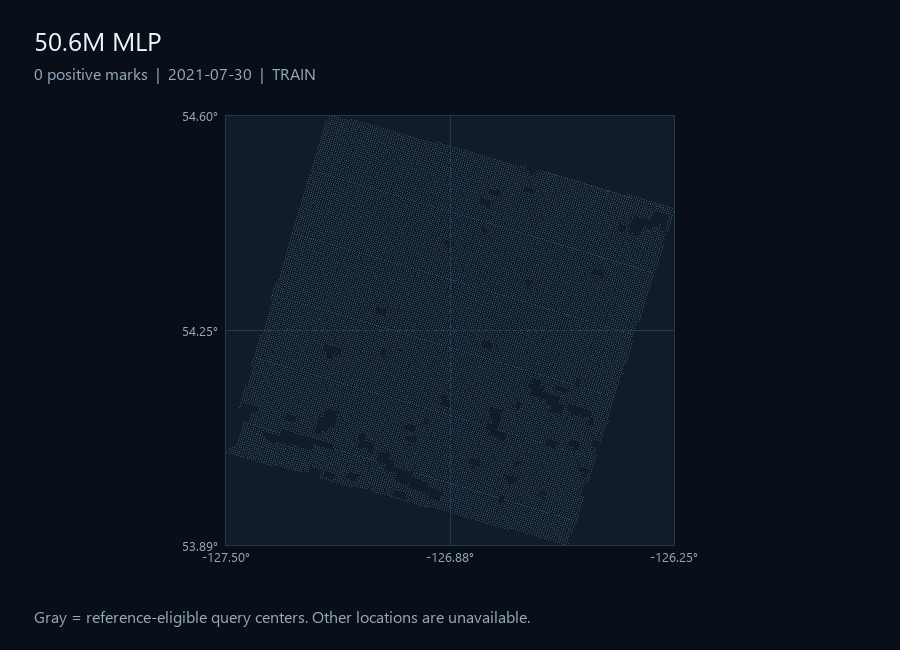 50.6M MLP
0 positive marks | 2021-07-30 | TRAIN
54.60°
54.25°
53.89°
-127.50° -126.88° -126.25°
Gray = reference-eligible query centers. Other locations are unavailable.